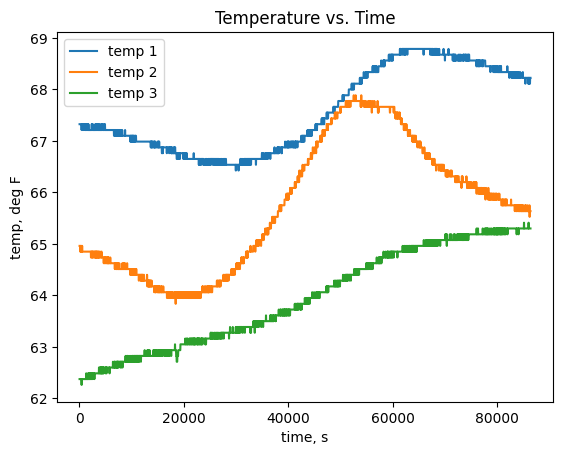 Temperature vs. Time
temp, deg F
69
68
67
66
65
64
63
62
temp 1
temp 2
temp 3
0
20000
40000
60000
80000
time, s